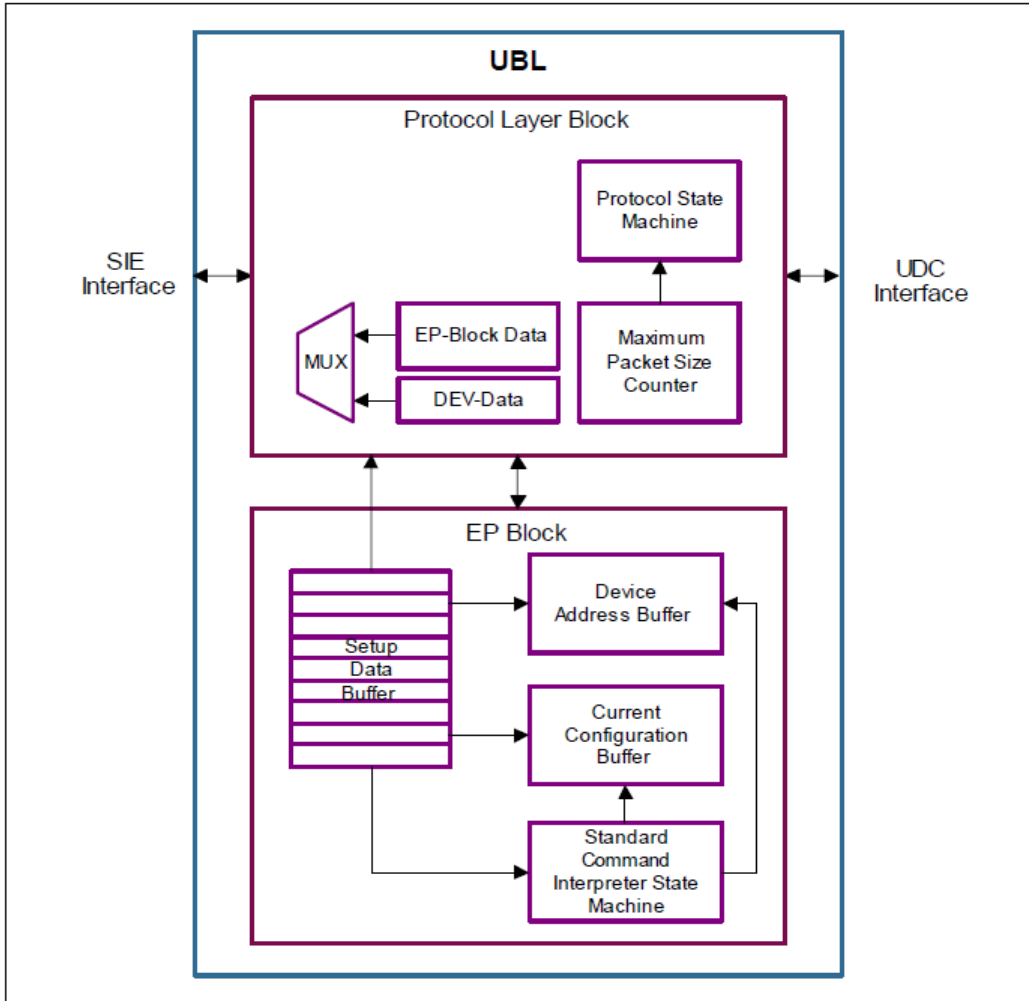 UBL
Protocol Layer Block
Protocol State
Machine
SIE
Interface
UDC
Interface
MUX
EP-Block Data
DEV-Data
Maximum
Packet Size
Counter
EP Block
Setup
Data
Buffer
Device
Address Buffer
Current
Configuration
Buffer
Standard
Command
Interpreter State
Machine